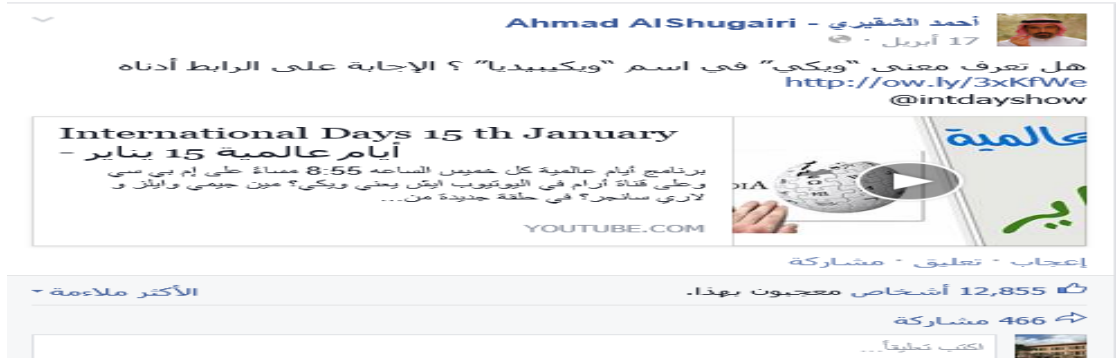 أحمد الشقيري - Ahmad AlShugairi
17 أبريل ·
هل تعرف معنى "ويكي" في اسم "ويكيبيديا" ؟ الإجابة على الرابط أدناه
http://ow.ly/3xKfWe
@intdayshow
International Days 15 th January
أيام عالمية 15 يناير -
برنامج أيام عالمية كل خميس الساعه 8:55 مساءً على إم بي سي
وعلى قناة أرام في اليوتيوب ايش يعني ويكي؟ مين جيمي وايلز و
لاري سانجر؟ في حلقة جديدة من...
YOUTUBE.COM
عالمية
إعجاب · تعليق · مشاركة
12,855 أشخاص معجبون بهذا.
الأكثر ملاءمة
466 مشاركة
اكتب تعليقاً...